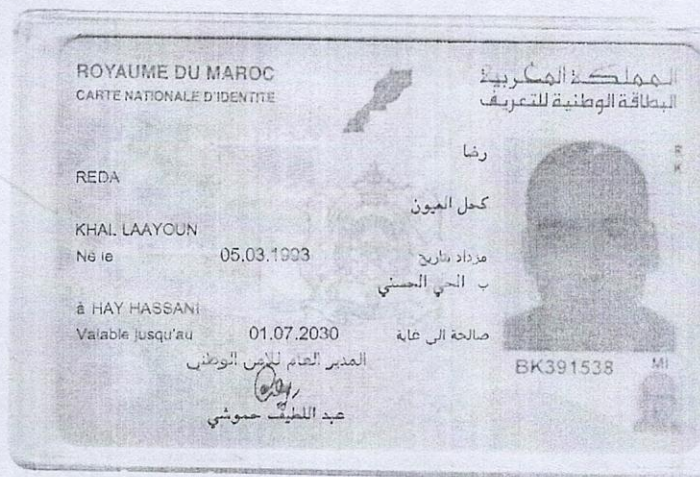 ROYAUME DU MAROC
CARTE NATIONALE D'IDENTITE
المملكة المغربية
البطاقة الوطنية للتعريف
رضا
REDA
كحل العيون
KHAL LAAYOUN
Né le 05.03.1993 مزداد بتاريخ
ب الحي الحسني
à HAY HASSANI
Valable jusqu'au 01.07.2030 صالحة الى غاية
المدير العام للأمن الوطني
عبد اللطيف حموشي
BK391538